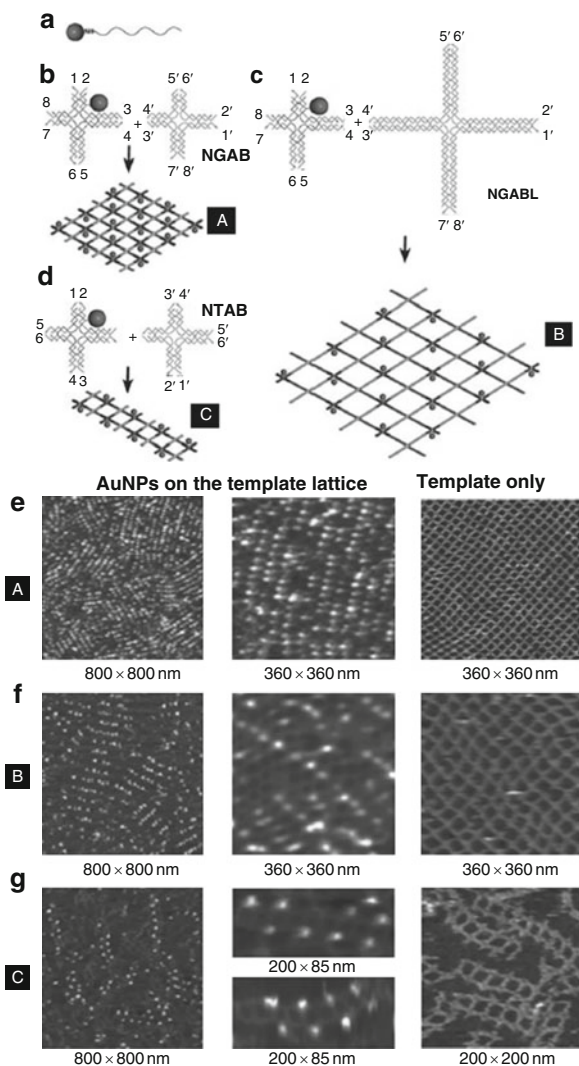 a
b
1 2
8
7
3
4
6 5
+
5′ 6′
4′
3′
2′
1′
7′ 8′
NGAB
A
c
1 2
8
7
3
4
6 5
+
5′ 6′
4′
3′
2′
1′
7′ 8′
NGABL
B
d
1 2
5
6
4 3
+
3′ 4′
5′
6′
2′ 1′
NTAB
C
AuNPs on the template lattice
Template only
e
A
800 × 800 nm
360 × 360 nm
360 × 360 nm
f
B
800 × 800 nm
360 × 360 nm
360 × 360 nm
g
C
200 × 85 nm
800 × 800 nm
200 × 85 nm
200 × 200 nm